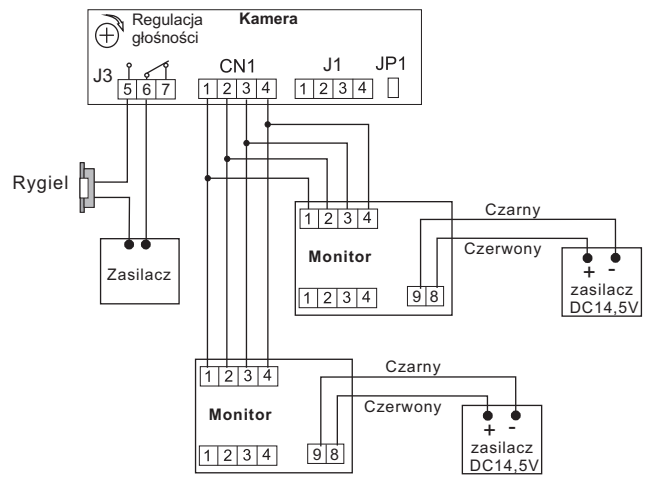 Regulacja
głośności
Kamera
J3
CN1
J1
JP1
5 6 7
1 2 3 4
1 2 3 4
Rygiel
Zasilacz
1 2 3 4
Monitor
1 2 3 4
9 8
Czarny
Czerwony
+ -
zasilacz
DC14,5V
1 2 3 4
Monitor
1 2 3 4
9 8
Czarny
Czerwony
+ -
zasilacz
DC14,5V